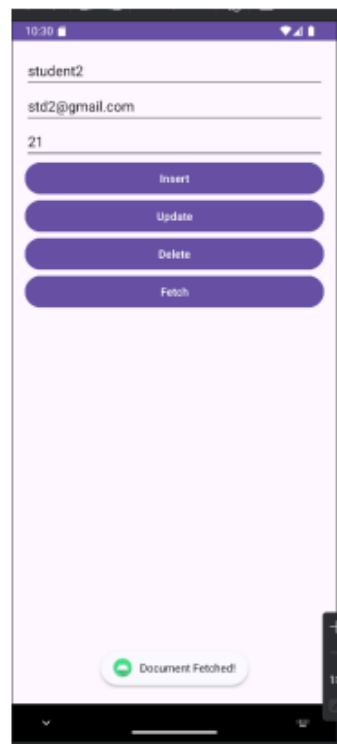 10:30
student2
std2@gmail.com
21
Insert
Update
Delete
Fetch
Document Fetched!